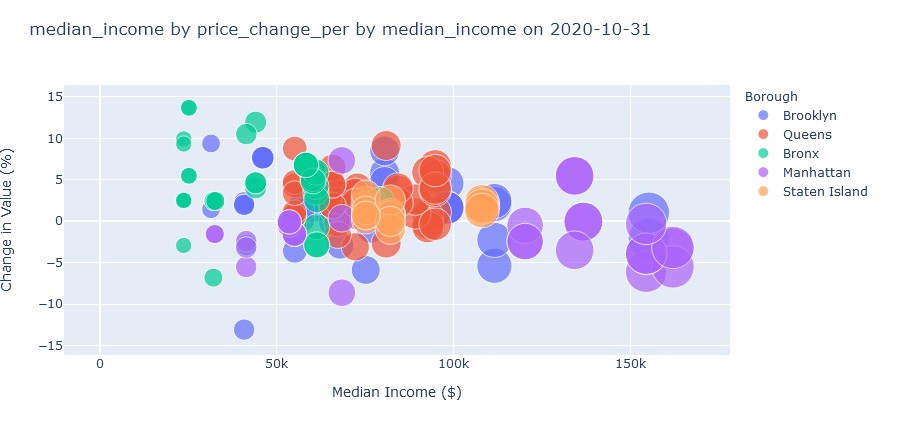 median_income by price_change_per by median_income on 2020-10-31
Change in Value (%)
15
10
5
0
−5
−10
−15
0
50k
100k
150k
Median Income ($)
Borough
Brooklyn
Queens
Bronx
Manhattan
Staten Island